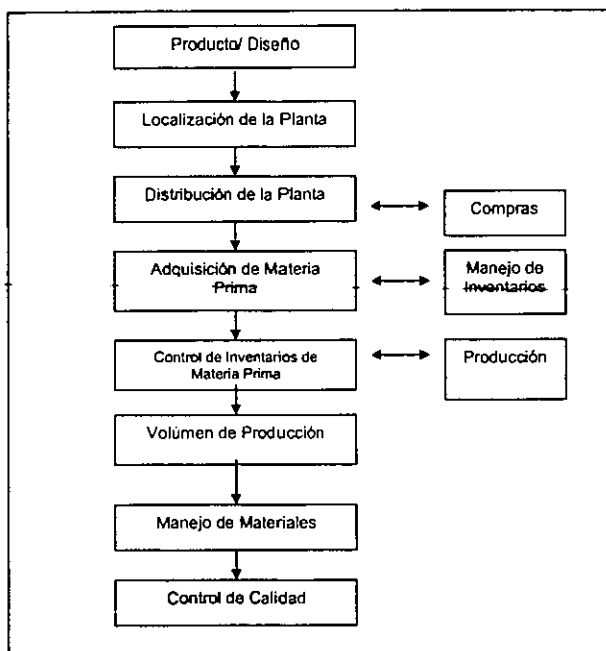 Producto/ Diseño
Localización de la Planta
Distribución de la Planta
Compras
Adquisición de Materia
Prima
Manejo de
Inventarios
Control de Inventarios de
Materia Prima
Producción
Volúmen de Producción
Manejo de Materiales
Control de Calidad